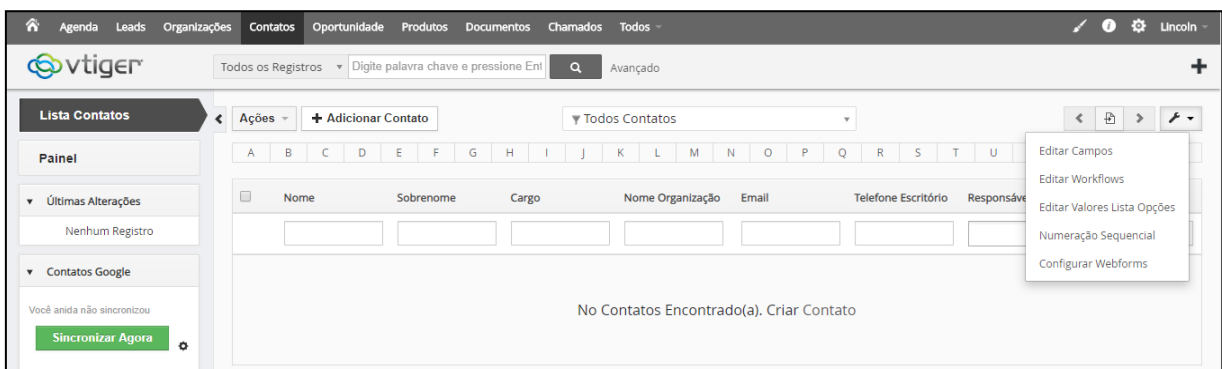 Agenda Leads Organizações Contatos Oportunidade Produtos Documentos Chamados Todos Lincoln
vtiger Todos os Registros Digite palavra chave e pressione Ent Avançado
Lista Contatos Ações + Adicionar Contato Todos Contatos
A B C D E F G H I J K L M N O P Q R S T U
Painel
Editar Campos
Editar Workflows
Editar Valores Lista Opções
Numeração Sequencial
Configurar Webforms
Últimas Alterações
Nenhum Registro
Nome Sobrenome Cargo Nome Organização Email Telefone Escritório Responsáve
Contatos Google
Você anida não sincronizou
Sincronizar Agora
No Contatos Encontrado(a). Criar Contato